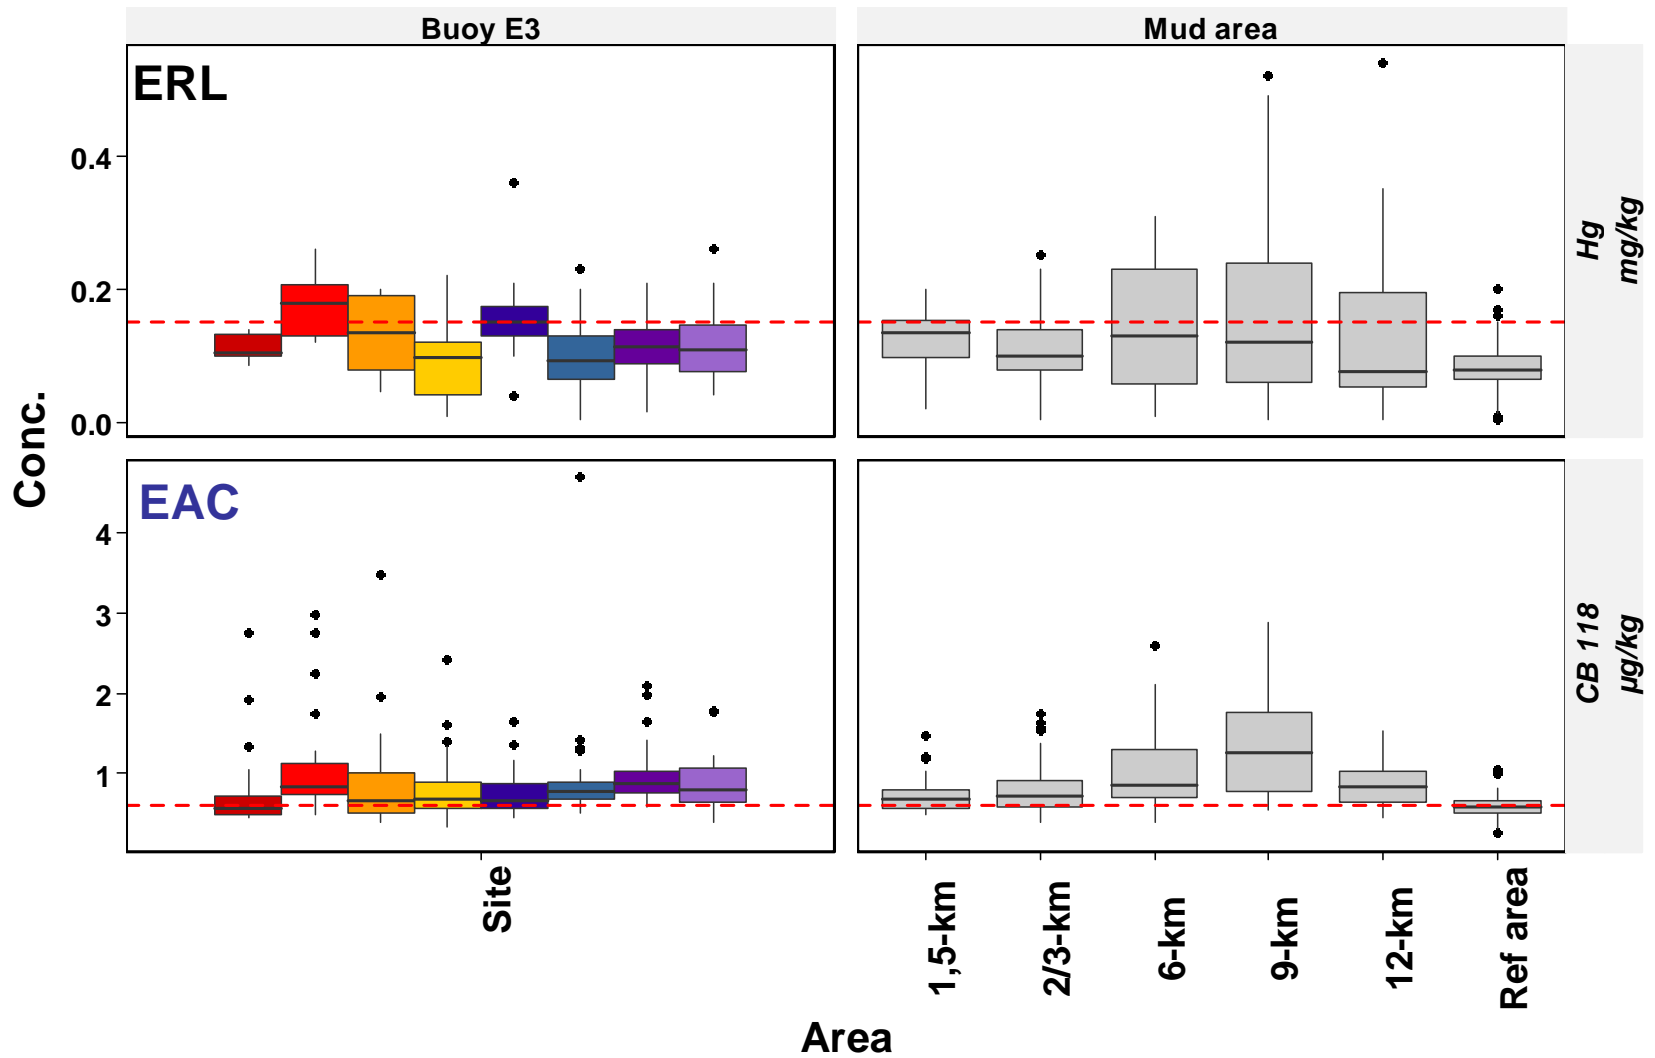 Buoy E3
Mud area
ERL
0.4
0.2
0.0
Hg
mg/kg
Conc.
EAC
4
3
2
1
CB 118
µg/kg
Site
1,5-km
2/3-km
6-km
9-km
12-km
Ref area
Area